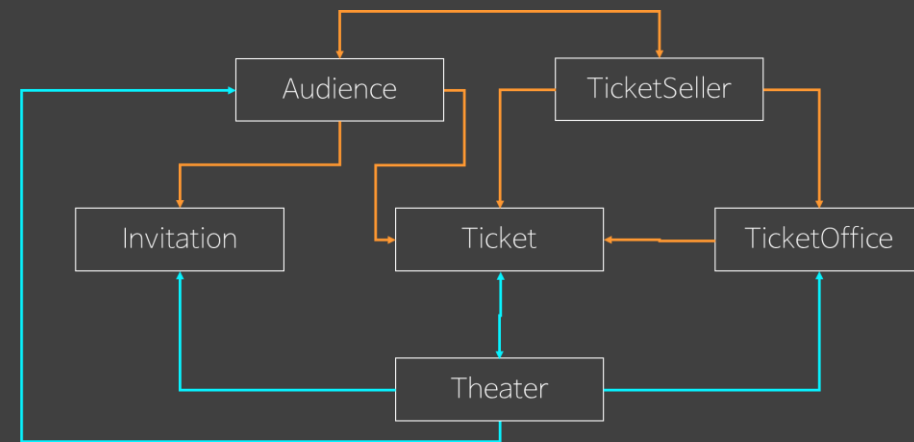 Audience
TicketSeller
Invitation
Ticket
TicketOffice
Theater